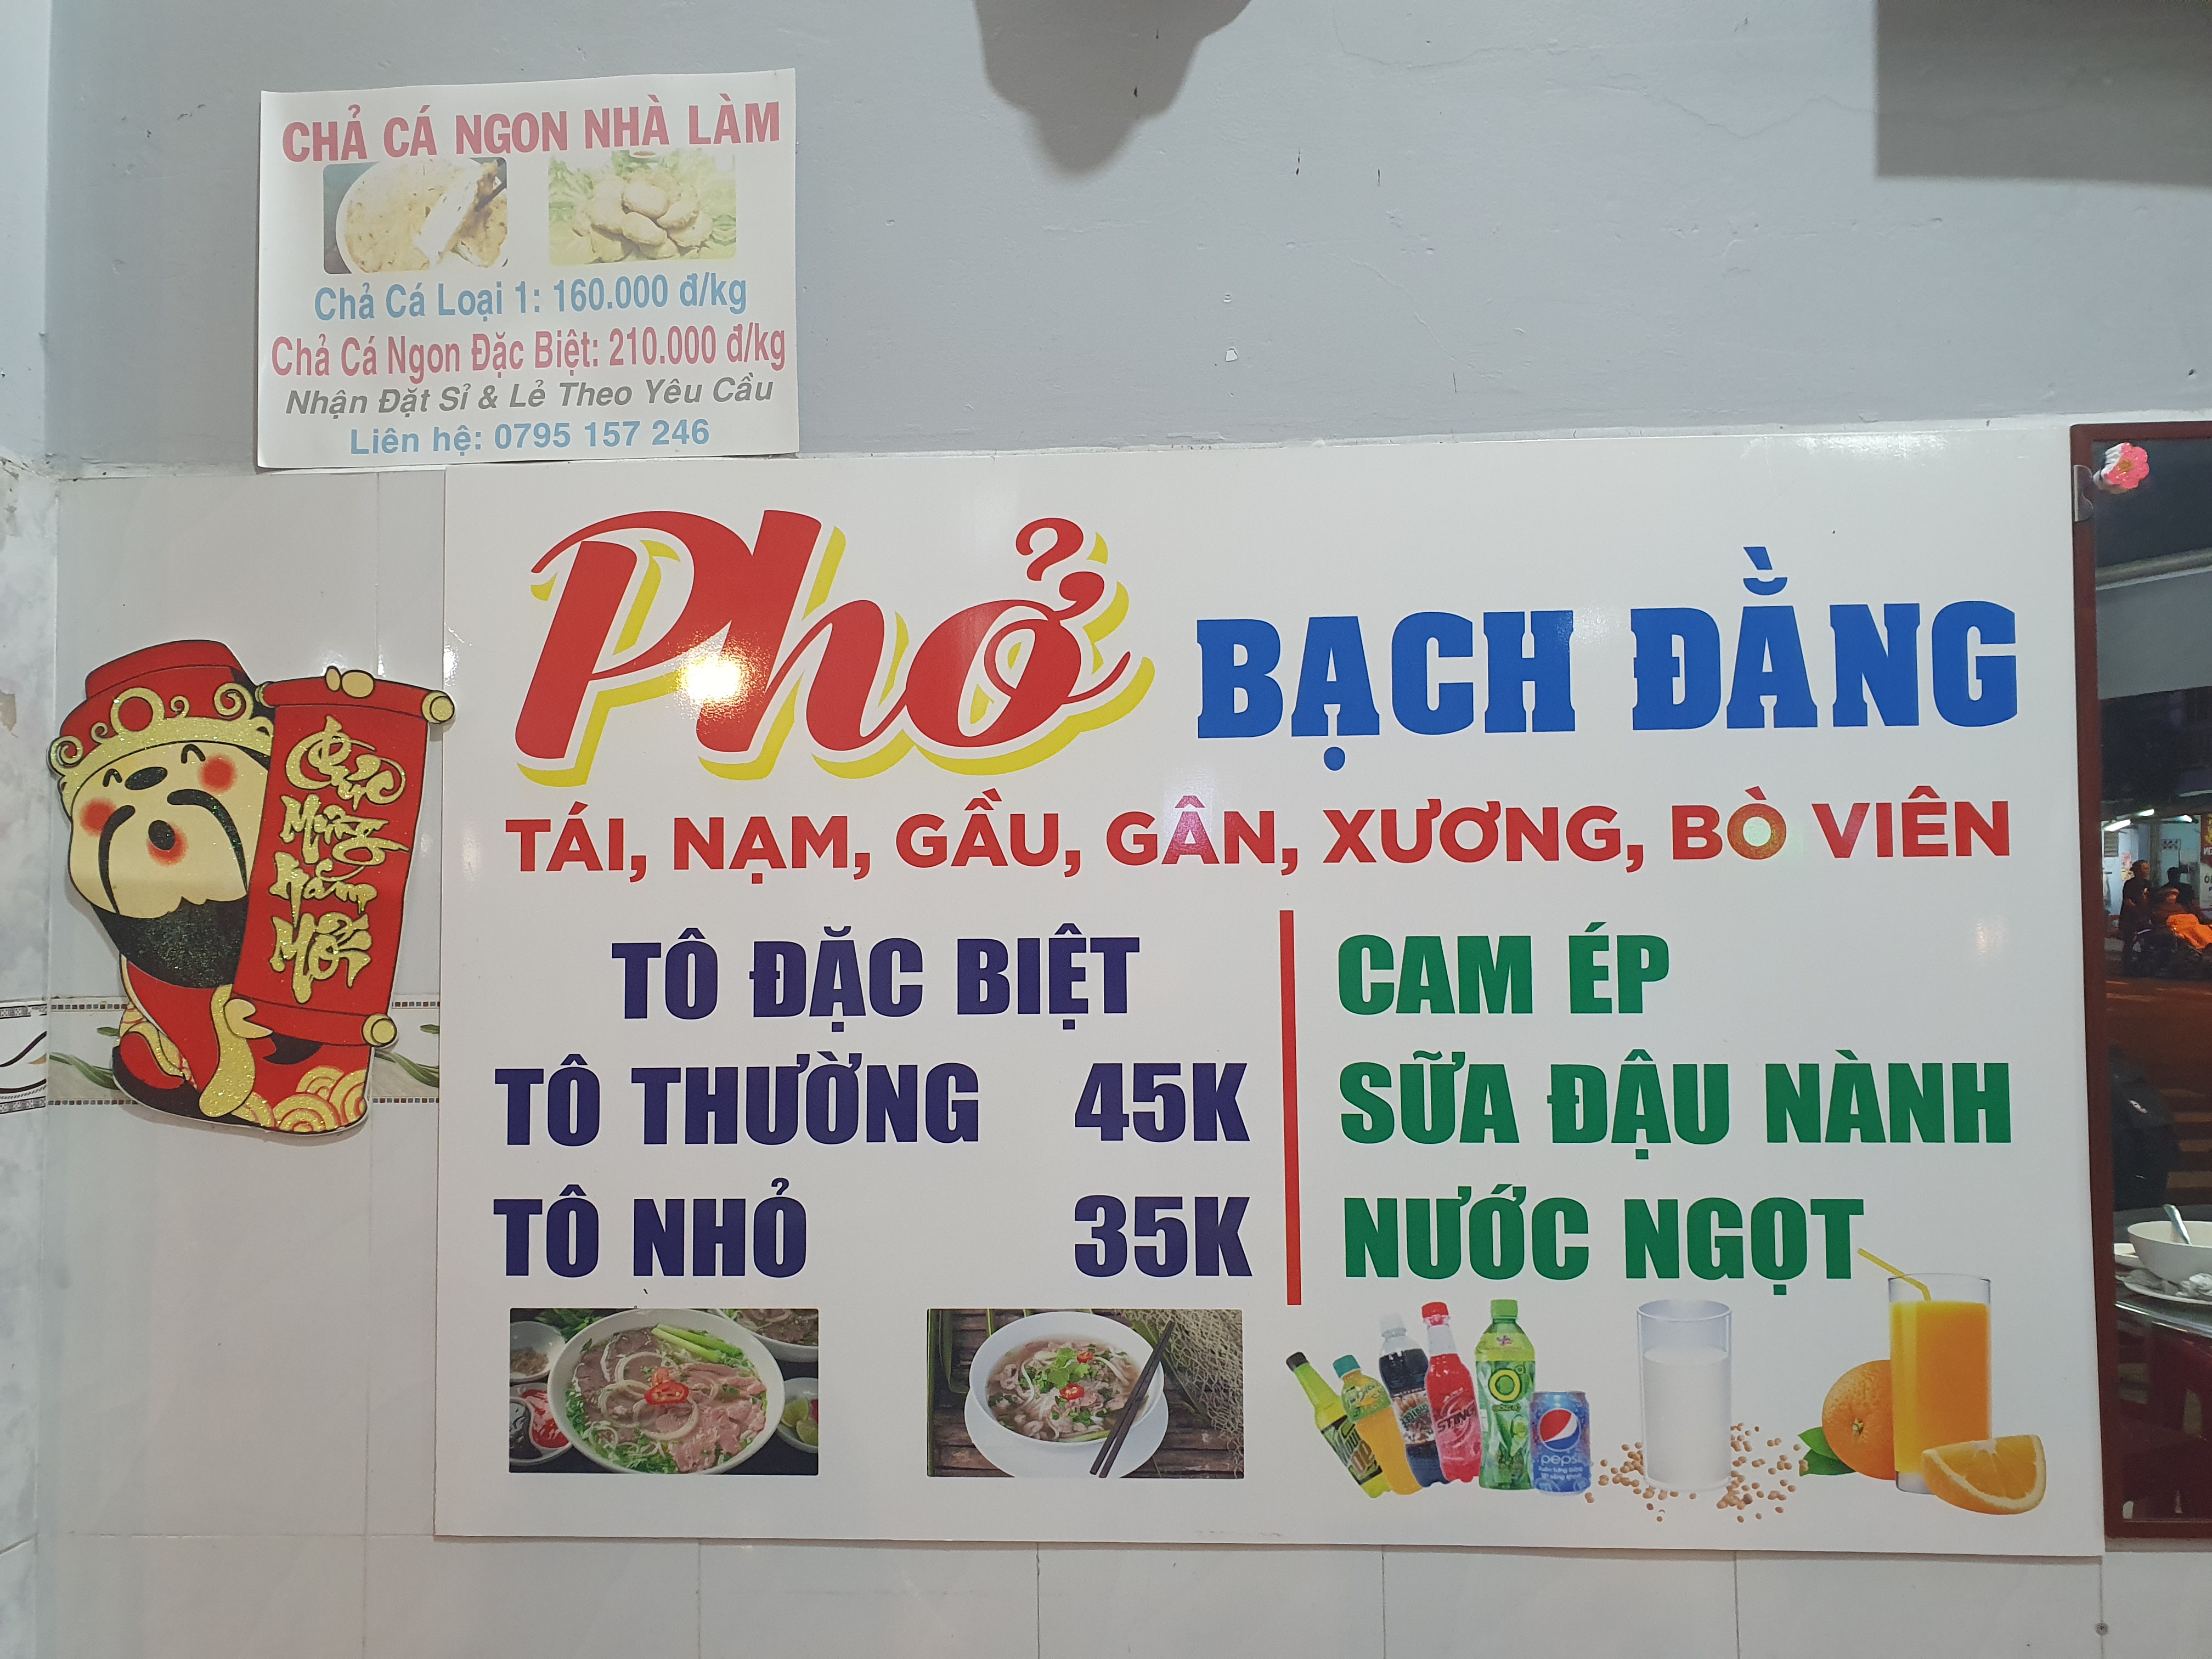 CHẢ CÁ NGON NHÀ LÀM
Chả Cá Loại 1: 160.000 đ/kg
Chả Cá Ngon Đặc Biệt: 210.000 đ/kg
Nhận Đặt Sỉ & Lẻ Theo Yêu Cầu
Liên hệ: 0795 157 246
Phở BẠCH ĐẰNG
TÁI, NẠM, GẦU, GÂN, XƯƠNG, BÒ VIÊN
TÔ ĐẶC BIỆT
TÔ THƯỜNG 45K
TÔ NHỎ 35K
CAM ÉP
SỮA ĐẬU NÀNH
NƯỚC NGỌT
Chúc
Mừng
Năm
Mới
STING
pepsi